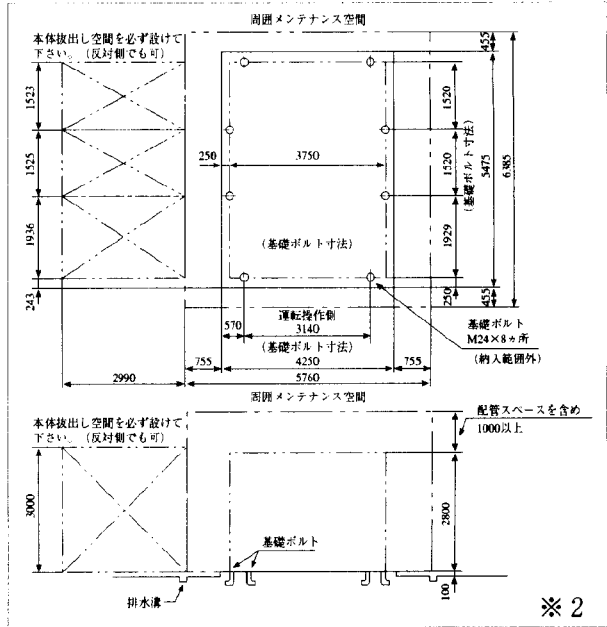 周囲メンテナンス空間
本体抜出し空間を必ず設けて
下さい。（反対側でも可）
455
1523
1525
1936
243
250
3750
1520
1520
1929
250
(基礎ボルト寸法)
5475
455
6385
(基礎ボルト寸法)
運転操作側
570
3140
(基礎ボルト寸法)
基礎ボルト
M24×8ヵ所
(納入範囲外)
755
4250
755
2990
5760
周囲メンテナンス空間
本体抜出し空間を必ず設けて
下さい。（反対側でも可）
配管スペースを含め
1000以上
3000
2800
基礎ボルト
排水溝
100
※2